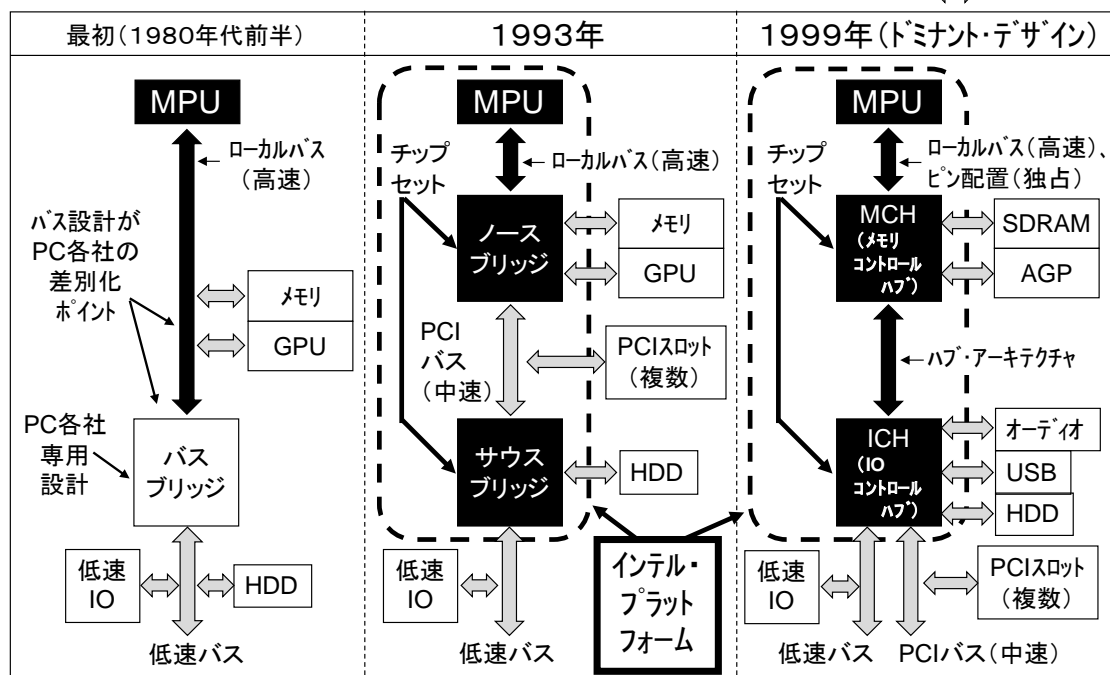 最初(1980年代前半)
MPU
←ローカルバス
(高速)
バス設計が
PC各社の
差別化
ポイント
メモリ
GPU
PC各社
専用
設計
バス
ブリッジ
低速
IO
HDD
低速バス
1993年
MPU
チップ
セット
←ローカルバス(高速)
ノース
ブリッジ
メモリ
GPU
PCI
バス
(中速)
PCIスロット
(複数)
サウス
ブリッジ
HDD
低速
IO
低速バス
インテル・
プラット
フォーム
1999年(ドミナント・デザイン)
MPU
チップ
セット
←ローカルバス(高速)、
ピン配置(独占)
MCH
(メモリ
コントロール
ハブ)
SDRAM
AGP
←ハブ・アーキテクチャ
ICH
(IO
コントロール
ハブ)
オーディオ
USB
HDD
低速
IO
PCIスロット
(複数)
低速バス
PCIバス(中速)